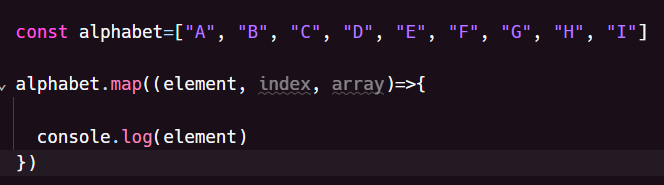 const alphabet=["A", "B", "C", "D", "E", "F", "G", "H", "I"]
alphabet.map((element, index, array)=>{
console.log(element)
})